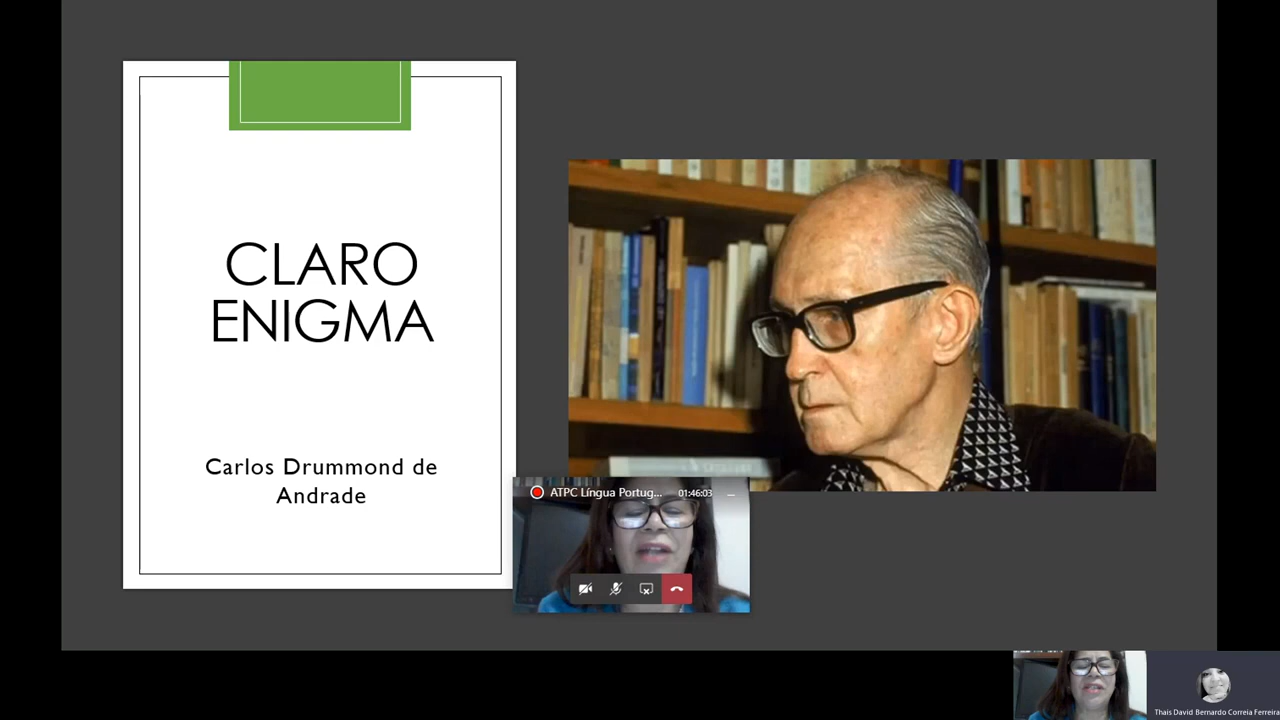 CLARO
ENIGMA
Carlos Drummond de
Andrade
ATPC Língua Portug... 01:46:03
Thais David Bernardo Correia Ferreira